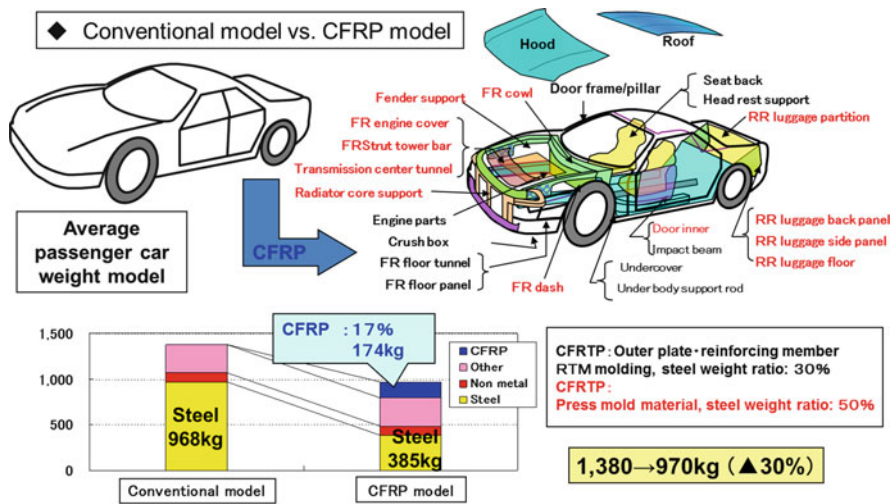 ◆ Conventional model vs. CFRP model
Hood
Roof
Fender support
FR cowl
Door frame/pillar
Seat back
Head rest support
RR luggage partition
FR engine cover
FRStrut tower bar
Transmission center tunnel
Radiator core support
Engine parts
Crush box
FR floor tunnel
FR floor panel
FR dash
Door inner
Impact beam
Undercover
Under body support rod
RR luggage back panel
RR luggage side panel
RR luggage floor
Average
passenger car
weight model
CFRP
CFRP : 17%
174kg
1,500
1,000
500
0
Steel
968kg
Steel
385kg
CFRP
Other
Non metal
Steel
Conventional model
CFRP model
CFRTP: Outer plate・reinforcing member
RTM molding, steel weight ratio: 30%
CFRTP:
Press mold material, steel weight ratio: 50%
1,380→970kg (▲30%)